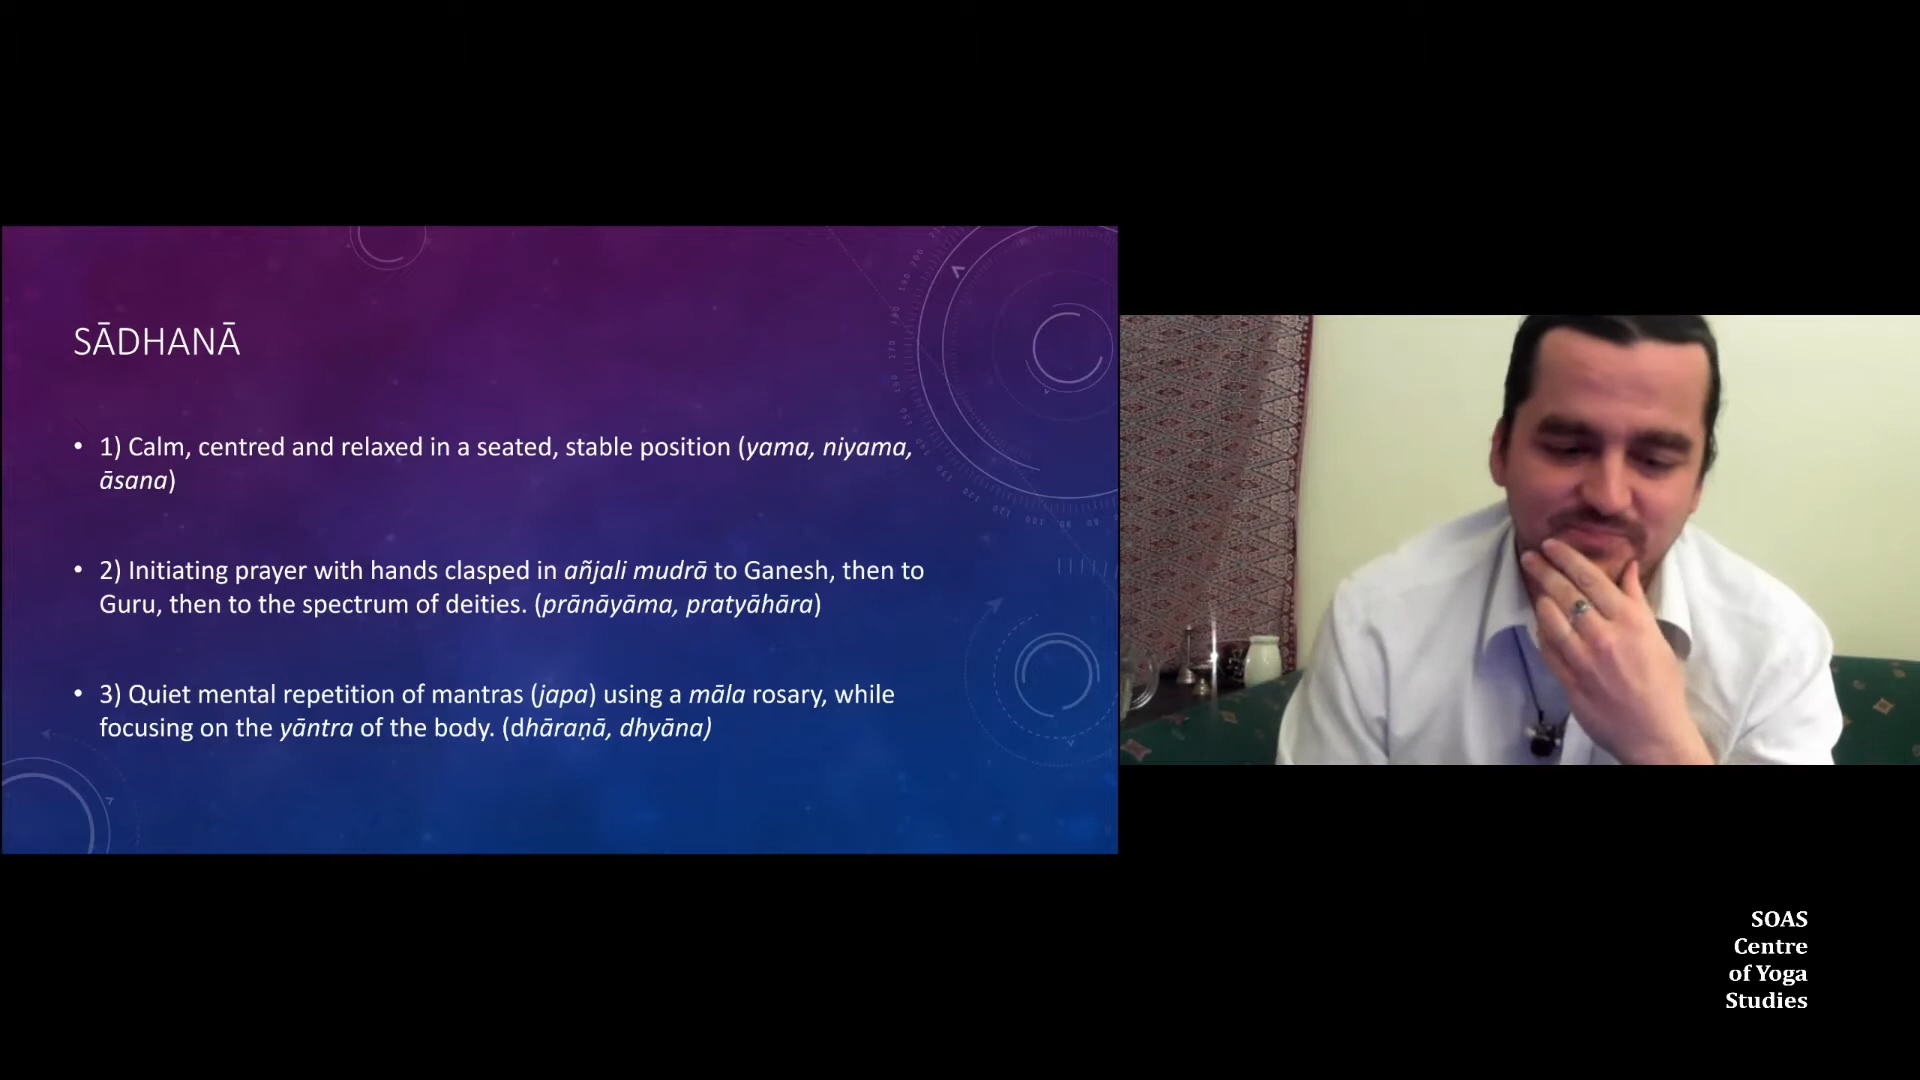 SĀDHANĀ
• 1) Calm, centred and relaxed in a seated, stable position (yama, niyama,
āsana)
• 2) Initiating prayer with hands clasped in añjali mudrā to Ganesh, then to
Guru, then to the spectrum of deities. (prānāyāma, pratyāhāra)
• 3) Quiet mental repetition of mantras (japa) using a māla rosary, while
focusing on the yāntra of the body. (dhāraṇā, dhyāna)
SOAS
Centre
of Yoga
Studies